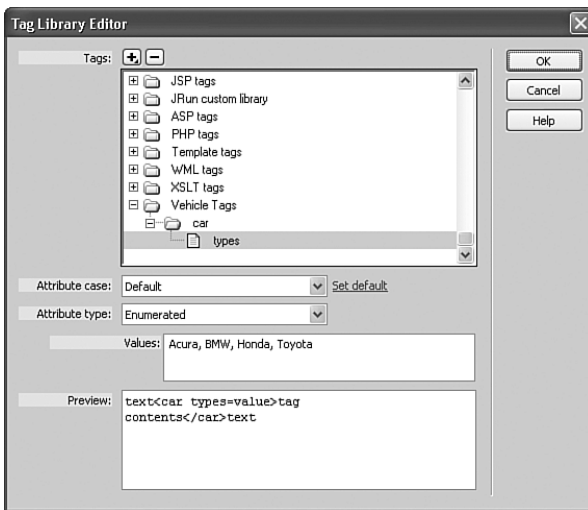 Tag Library Editor
Tags:
JSP tags
JRun custom library
ASP tags
PHP tags
Template tags
WML tags
XSLT tags
Vehicle Tags
car
types
OK
Cancel
Help
Attribute case: Default Set default
Attribute type: Enumerated
Values: Acura, BMW, Honda, Toyota
Preview: text<car types=value>tag
contents</car>text